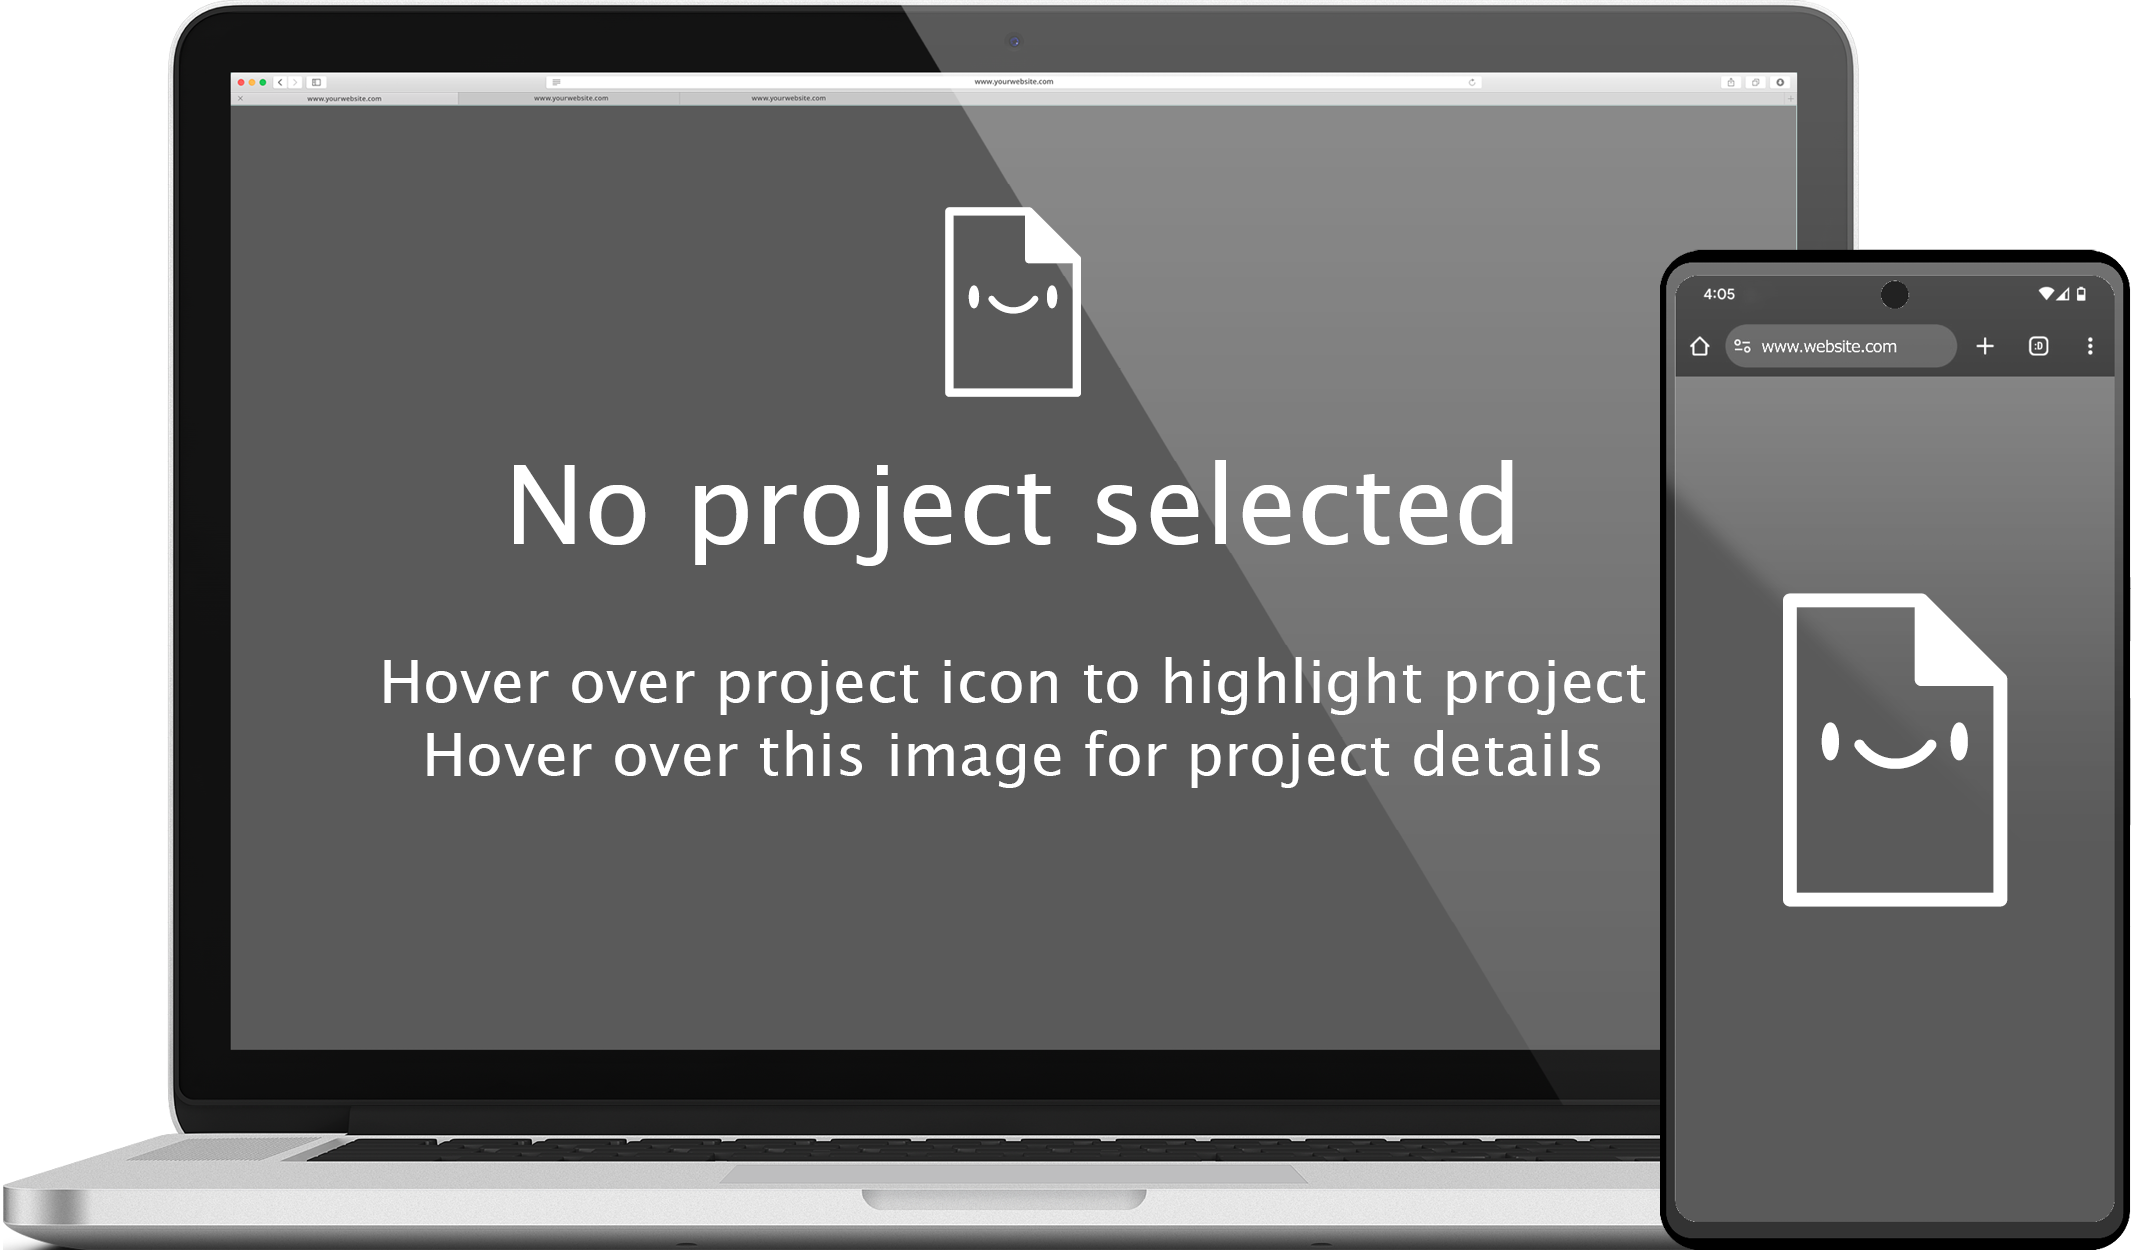 www.yourwebsite.com
www.yourwebsite.com
www.yourwebsite.com
www.yourwebsite.com
No project selected
Hover over project icon to highlight project
Hover over this image for project details
4:05
www.website.com
:D